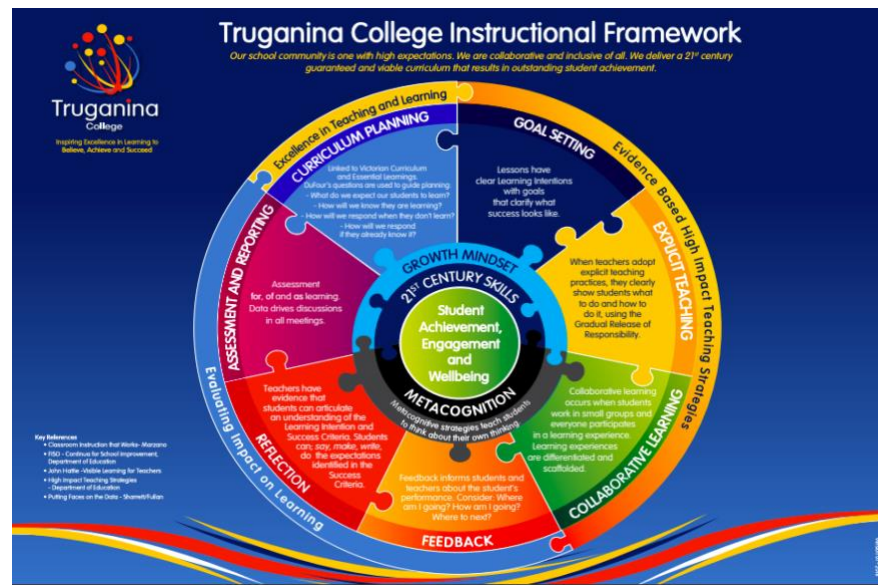 Truganina College Instructional Framework
Our school community is one with high expectations. We are collaborative and inclusive of all. We deliver a 21st century
guaranteed and viable curriculum that results in outstanding student achievement.
Truganina
College
Inspiring Excellence in Learning to
Believe, Achieve and Succeed
Excellence in Teaching and Learning
CURRICULUM PLANNING
Linked to Victorian Curriculum
and Essential Learnings.
DuFour's questions are used to guide planning:
- What do we expect our students to learn?
- How will we know they are learning?
- How will we respond when they don't learn?
- How will we respond
if they already know it?
GOAL SETTING
Lessons have
clear Learning Intentions
with goals
that clarify what
success looks like.
Evidence Based High Impact Teaching Strategies
EXPLICIT TEACHING
When teachers adopt
explicit teaching
practices, they clearly
show students what
to do and how to
do it, using the
Gradual Release of
Responsibility.
COLLABORATIVE LEARNING
Collaborative learning
occurs when students
work in small groups and
everyone participates
in a learning experience.
Learning experiences
are differentiated and
scaffolded.
FEEDBACK
Feedback informs students and
teachers about the student's
performance. Consider: Where
am I going? How am I going?
Where to next?
REFLECTION
Teachers have
evidence that
students can articulate
an understanding of the
Learning Intention and
Success Criteria. Students
can; say, make, write,
do the expectations
identified in the
Success
Criteria.
Evaluating Impact on Learning
ASSESSMENT AND REPORTING
Assessment
for, of and as learning.
Data drives discussions
in all meetings.
GROWTH MINDSET
21ST CENTURY SKILLS
Student
Achievement,
Engagement
and
Wellbeing
METACOGNITION
Metacognitive strategies teach students
to think about their own thinking
Key References
• Classroom Instruction that Works- Marzano
• FISO - Continua for School Improvement,
Department of Education
• John Hattie -Visible Learning for Teachers
• High Impact Teaching Strategies
- Department of Education
• Putting Faces on the Data - Sharratt/Fullan